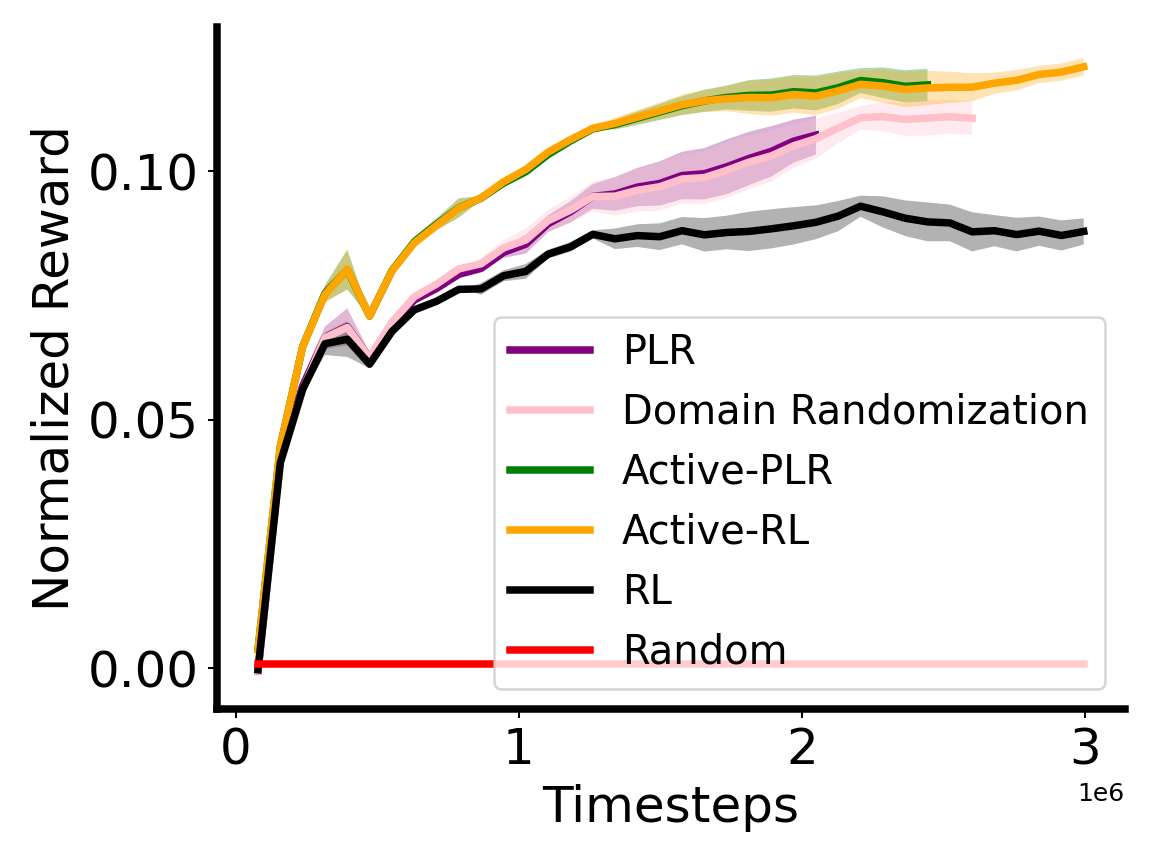 Normalized Reward
0.10
0.05
0.00
PLR
Domain Randomization
Active-PLR
Active-RL
RL
Random
0 1 2 3
1e6
Timesteps